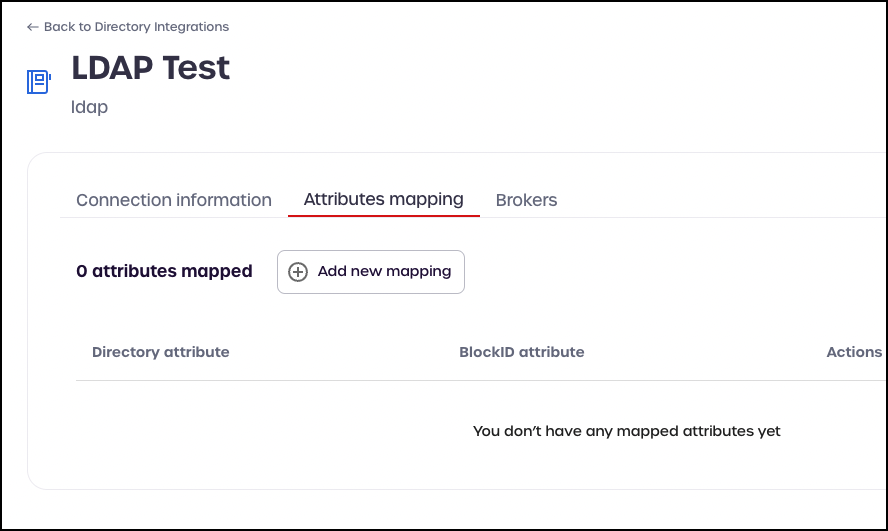 ← Back to Directory Integrations
LDAP Test
ldap
Connection information Attributes mapping Brokers
0 attributes mapped Add new mapping
Directory attribute BlockID attribute Actions
You don't have any mapped attributes yet